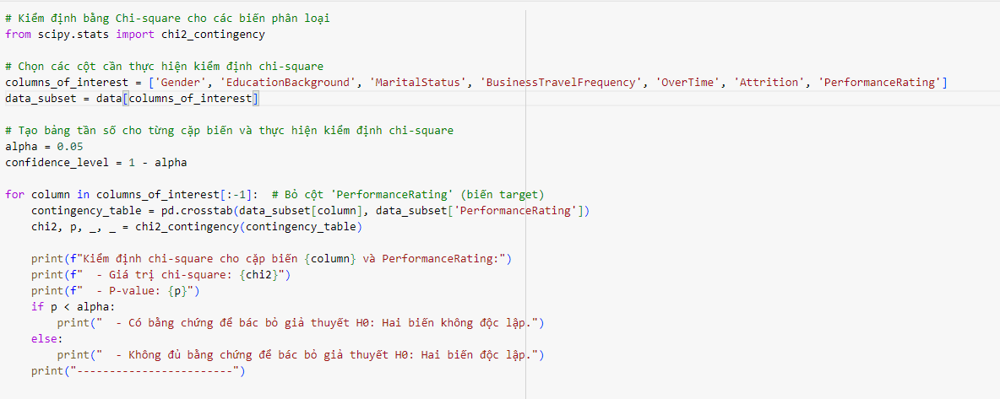 # Kiểm định bằng Chi-square cho các biến phân loại
from scipy.stats import chi2_contingency
# Chọn các cột cần thực hiện kiểm định chi-square
columns_of_interest = ['Gender', 'EducationBackground', 'MaritalStatus', 'BusinessTravelFrequency', 'OverTime', 'Attrition', 'PerformanceRating']
data_subset = data[columns_of_interest]
# Tạo bảng tần số cho từng cặp biến và thực hiện kiểm định chi-square
alpha = 0.05
confidence_level = 1 - alpha
for column in columns_of_interest[:-1]:  # Bỏ cột 'PerformanceRating' (biến target)
    contingency_table = pd.crosstab(data_subset[column], data_subset['PerformanceRating'])
    chi2, p, _, _ = chi2_contingency(contingency_table)
    print(f"Kiểm định chi-square cho cặp biến {column} và PerformanceRating:")
    print(f"  - Giá trị chi-square: {chi2}")
    print(f"  - P-value: {p}")
    if p < alpha:
        print("  - Có bằng chứng để bác bỏ giả thuyết H0: Hai biến không độc lập.")
    else:
        print("  - Không đủ bằng chứng để bác bỏ giả thuyết H0: Hai biến độc lập.")
    print("------------------------")